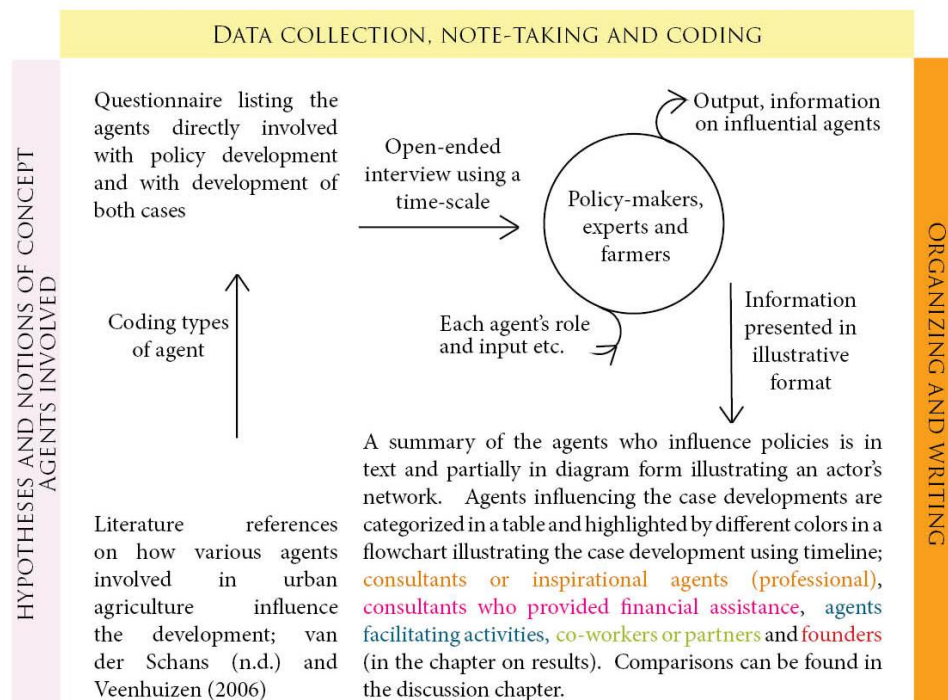 DATA COLLECTION, NOTE-TAKING AND CODING
HYPOTHESES AND NOTIONS OF CONCEPT
AGENTS INVOLVED
Questionnaire listing the
agents directly involved
with policy development
and with development of
both cases
Open-ended
interview using a
time-scale
Policy-makers,
experts and
farmers
Output, information
on influential agents
Each agent's role
and input etc.
Coding types
of agent
Information
presented in
illustrative
format
Literature references
on how various agents
involved in urban
agriculture influence
the development; van
der Schans (n.d.) and
Veenhuizen (2006)
A summary of the agents who influence policies is in
text and partially in diagram form illustrating an actor's
network. Agents influencing the case developments are
categorized in a table and highlighted by different colors in a
flowchart illustrating the case development using timeline;
consultants or inspirational agents (professional),
consultants who provided financial assistance, agents
facilitating activities, co-workers or partners and founders
(in the chapter on results). Comparisons can be found in
the discussion chapter.
ORGANIZING AND WRITING